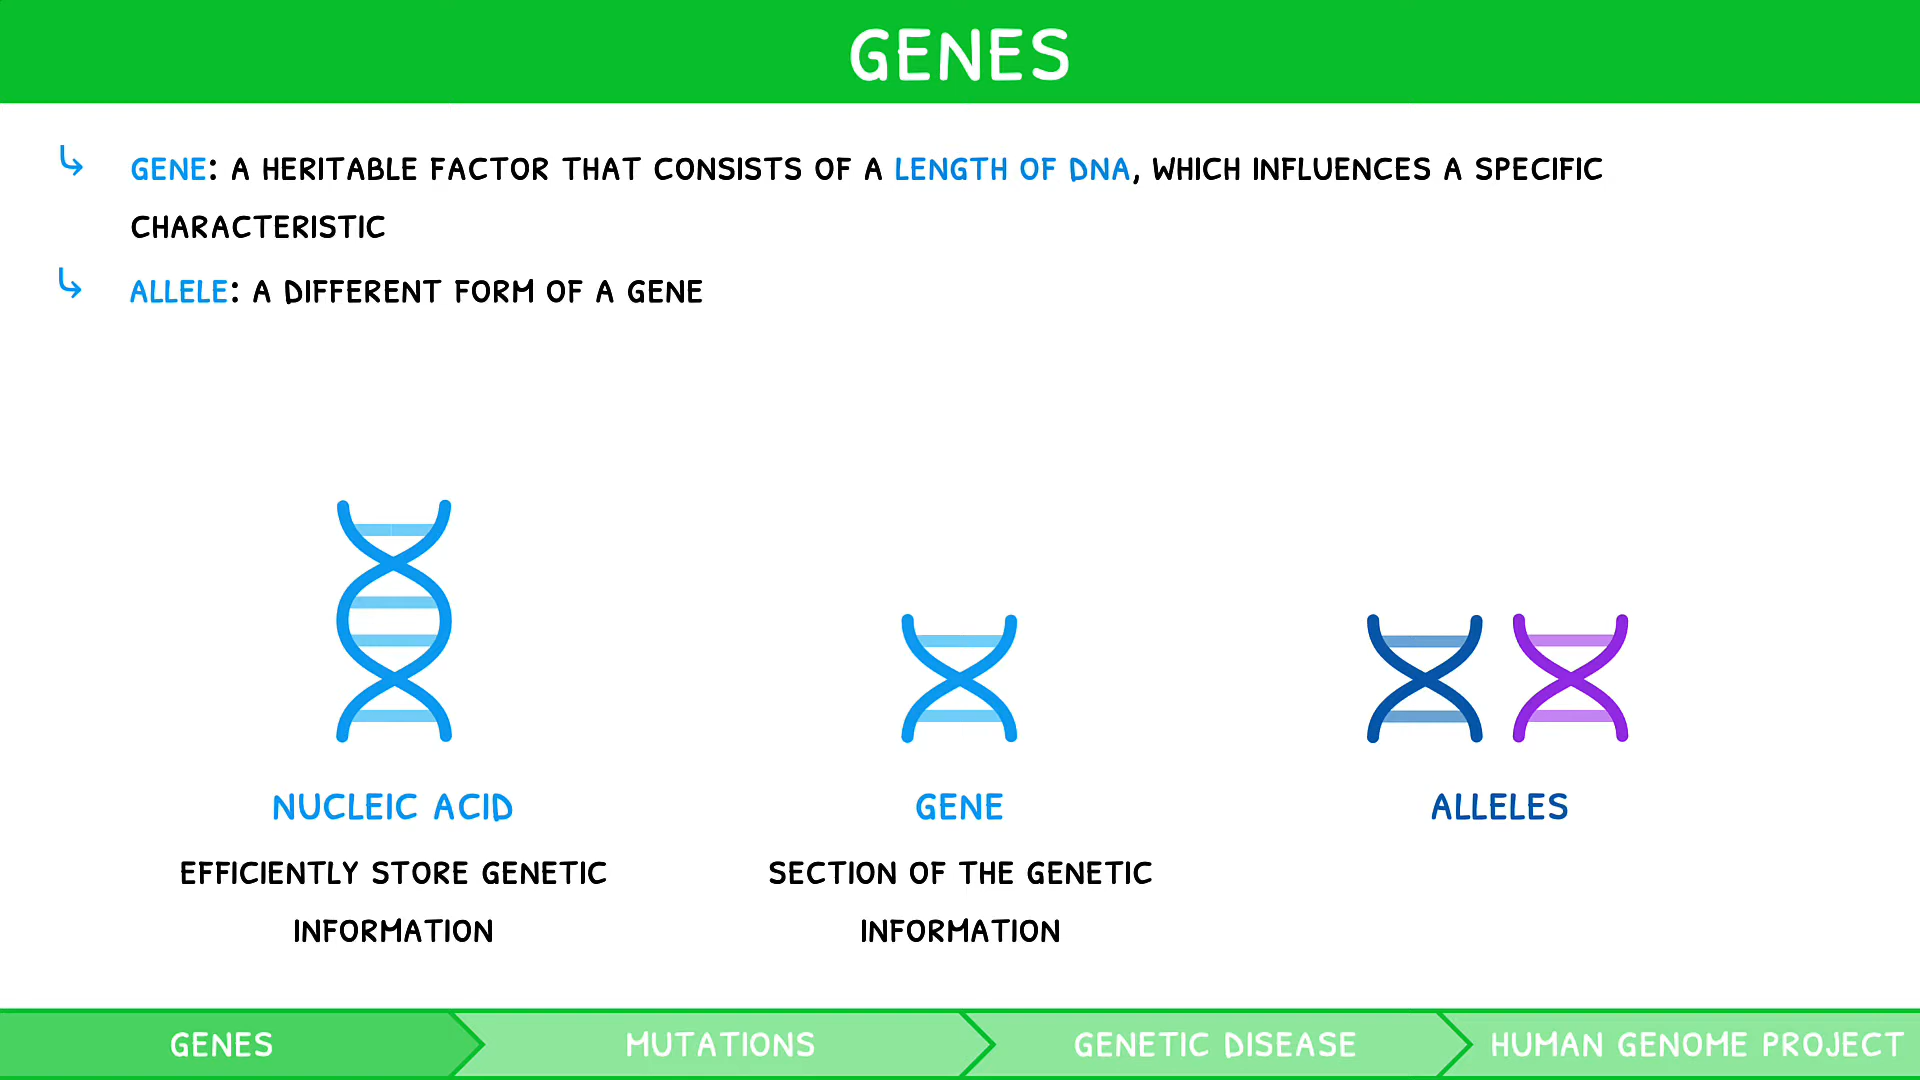 GENES
GENE: A HERITABLE FACTOR THAT CONSISTS OF A LENGTH OF DNA, WHICH INFLUENCES A SPECIFIC
CHARACTERISTIC
ALLELE: A DIFFERENT FORM OF A GENE
NUCLEIC ACID
EFFICIENTLY STORE GENETIC
INFORMATION
GENE
SECTION OF THE GENETIC
INFORMATION
ALLELES
GENES
MUTATIONS
GENETIC DISEASE
HUMAN GENOME PROJECT